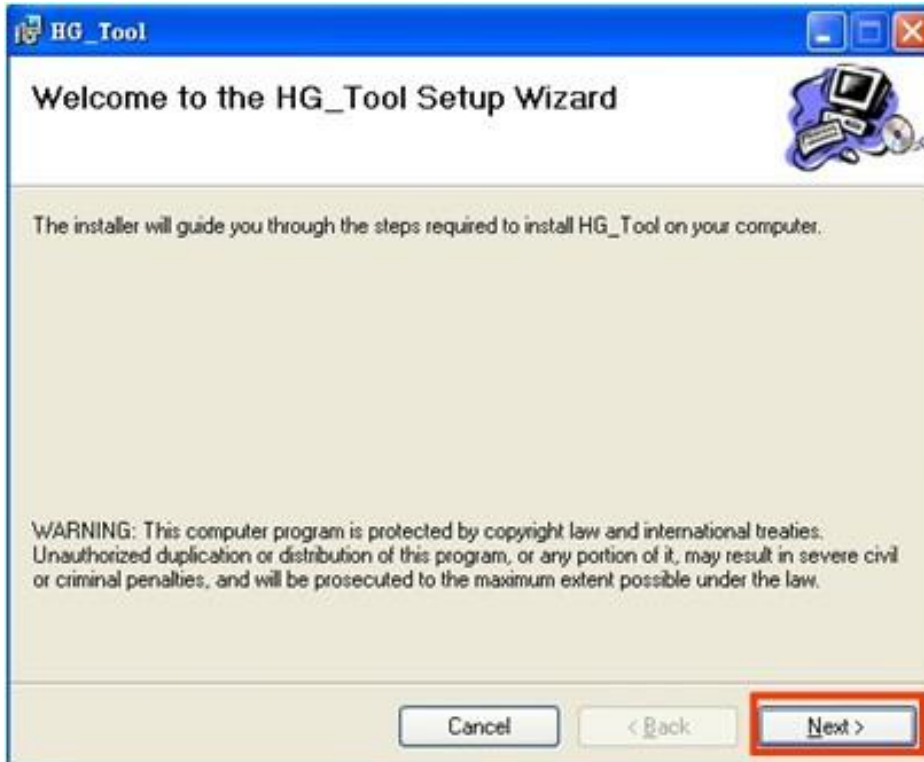 HG_Tool
Welcome to the HG_Tool Setup Wizard
The installer will guide you through the steps required to install HG_Tool on your computer.
WARNING: This computer program is protected by copyright law and international treaties.
Unauthorized duplication or distribution of this program, or any portion of it, may result in severe civil
or criminal penalties, and will be prosecuted to the maximum extent possible under the law.
Cancel < Back Next >